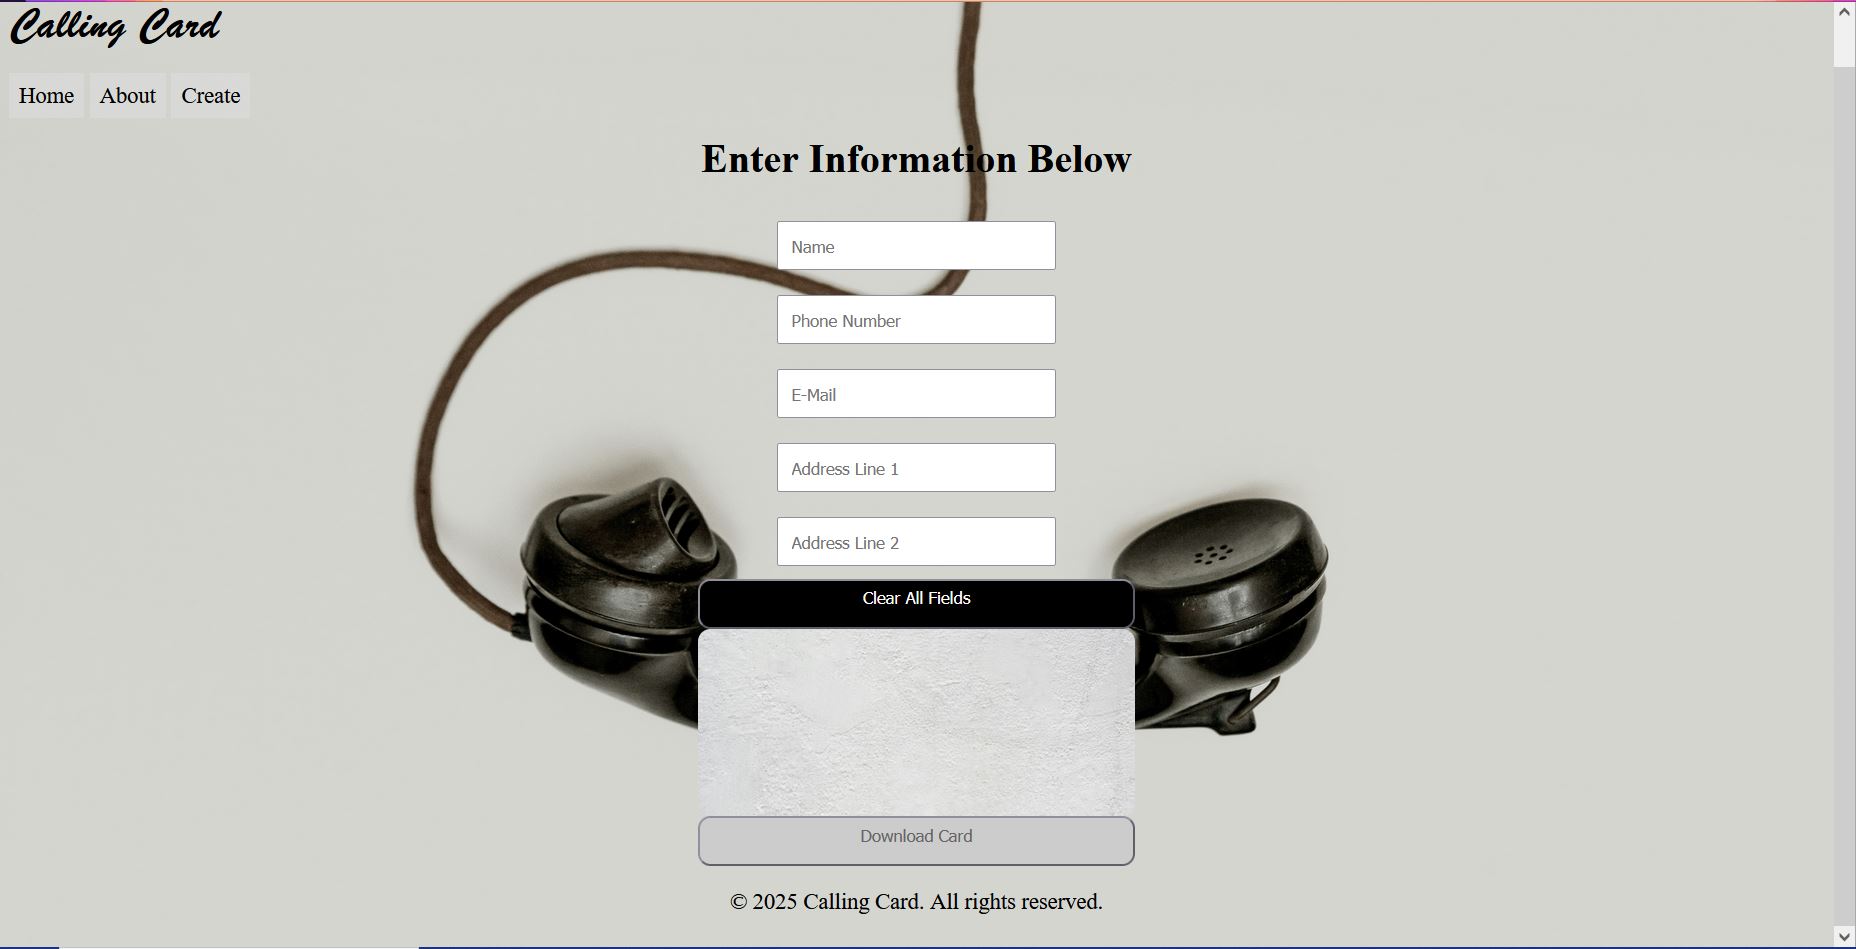 Calling Card
Home About Create
Enter Information Below
Name
Phone Number
E-Mail
Address Line 1
Address Line 2
Clear All Fields
Download Card
© 2025 Calling Card. All rights reserved.